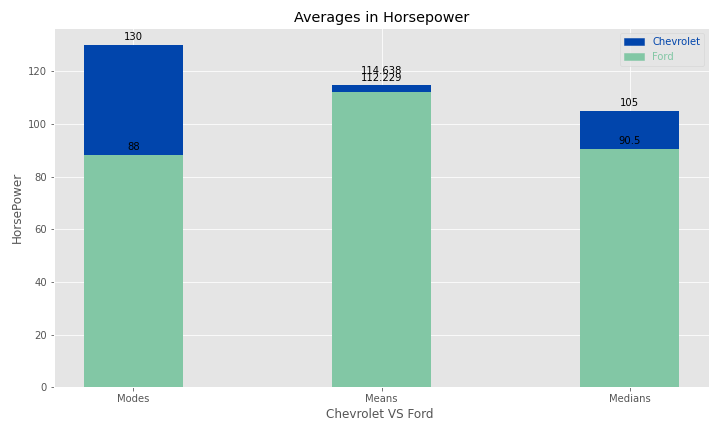 Averages in Horsepower
130
88
114.638
112.229
105
90.5
Chevrolet
Ford
HorsePower
120
100
80
60
40
20
0
Modes
Means
Medians
Chevrolet VS Ford